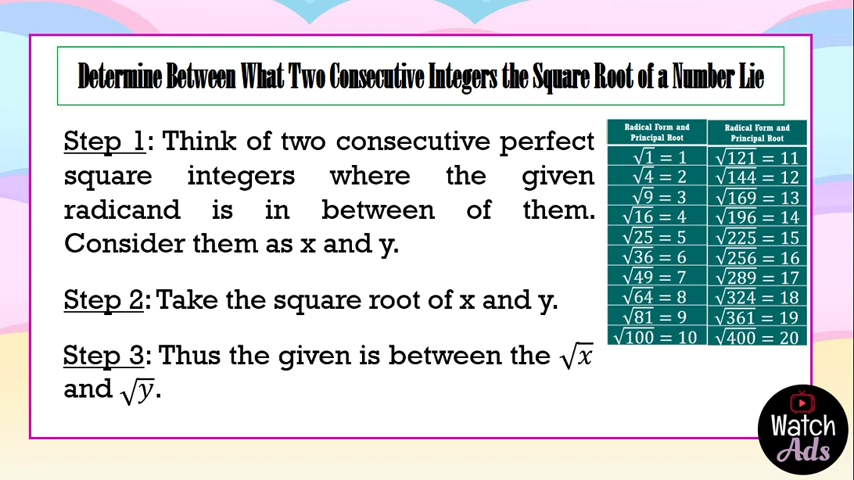 Determine Between What Two Consecutive Integers the Square Root of a Number Lie
Step 1: Think of two consecutive perfect
square integers where the given
radicand is in between of them.
Consider them as x and y.
Step 2: Take the square root of x and y.
Step 3: Thus the given is between the √x
and √y.
Radical Form and
Principal Root
√1 = 1
√4 = 2
√9 = 3
√16 = 4
√25 = 5
√36 = 6
√49 = 7
√64 = 8
√81 = 9
√100 = 10
Radical Form and
Principal Root
√121 = 11
√144 = 12
√169 = 13
√196 = 14
√225 = 15
√256 = 16
√289 = 17
√324 = 18
√361 = 19
√400 = 20
Watch
Ads